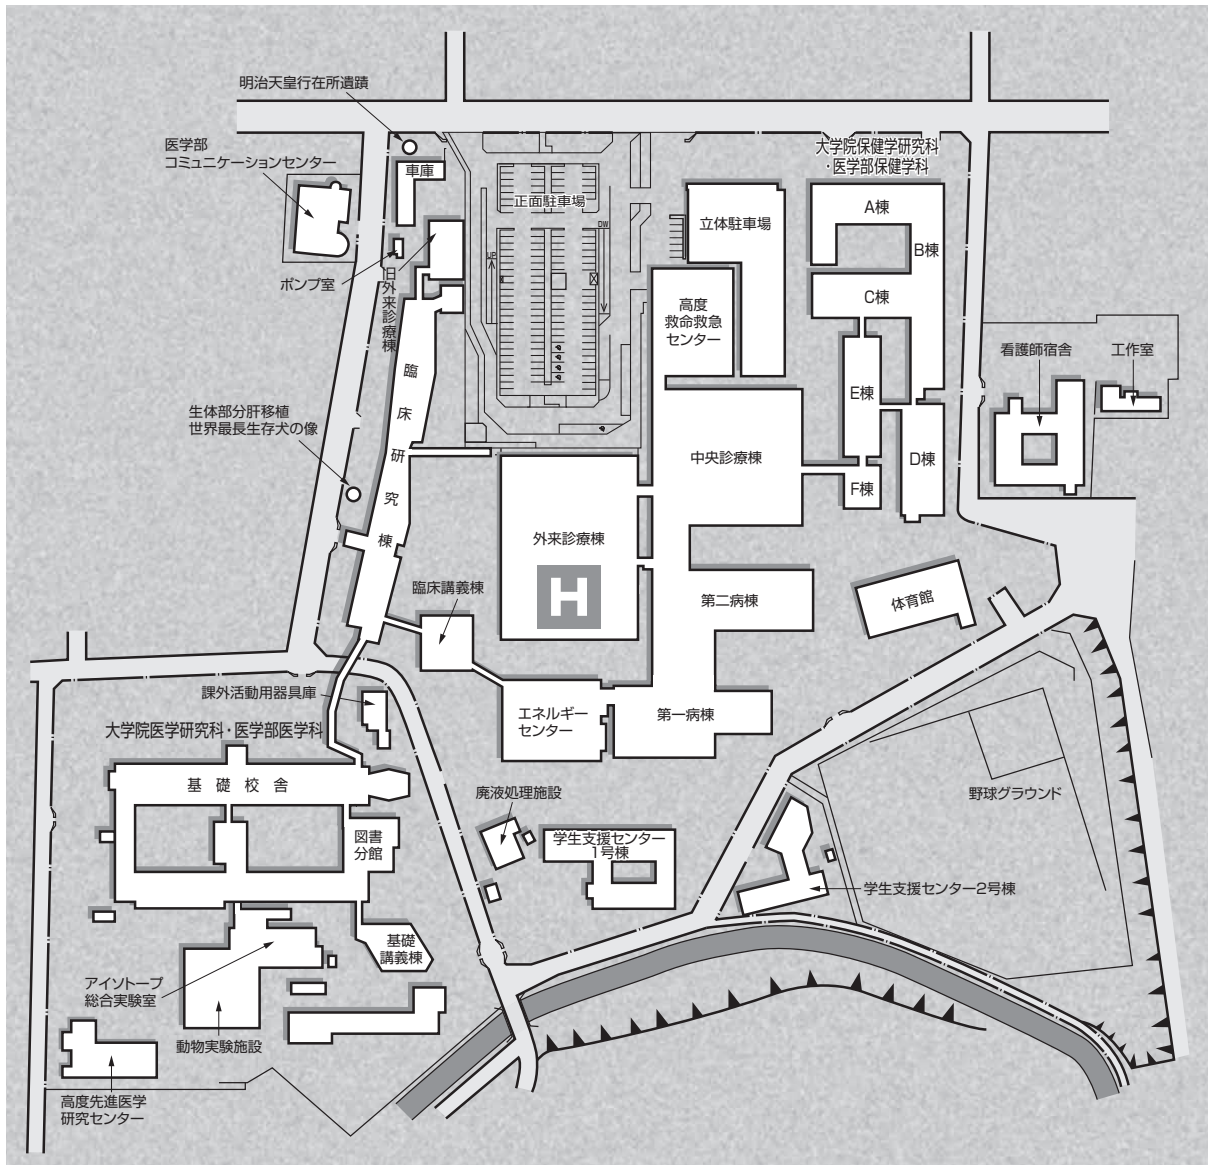 明治天皇行在所遺蹟
医学部
コミュニケーションセンター
車庫
正面駐車場
大学院保健学研究科
・医学部保健学科
立体駐車場
A棟
B棟
C棟
UP
DW
ポンプ室
旧外来診療棟
高度
救命救急
センター
看護師宿舎
工作室
E棟
生体部分肝移植
世界最長生存犬の像
臨床研究棟
中央診療棟
D棟
F棟
外来診療棟
H
臨床講義棟
第二病棟
体育館
課外活動用器具庫
エネルギー
センター
第一病棟
大学院医学研究科・医学部医学科
基礎校舎
廃液処理施設
野球グラウンド
図書
分館
学生支援センター
1号棟
学生支援センター2号棟
基礎
講義棟
アイソトープ
総合実験室
動物実験施設
高度先進医学
研究センター